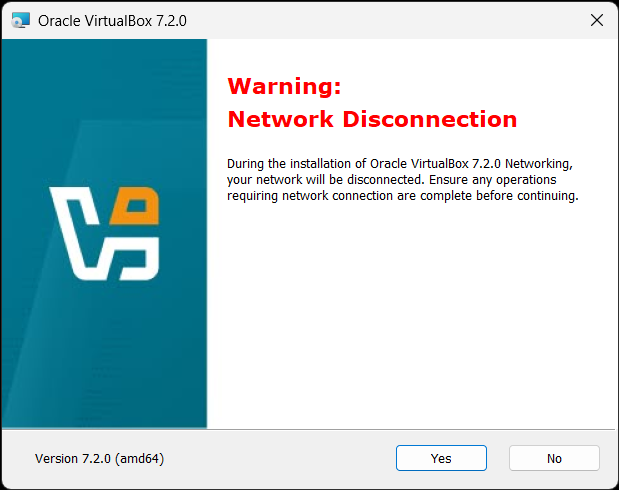 Oracle VirtualBox 7.2.0
Warning:
Network Disconnection
During the installation of Oracle VirtualBox 7.2.0 Networking,
your network will be disconnected. Ensure any operations
requiring network connection are complete before continuing.
Version 7.2.0 (amd64)
Yes
No